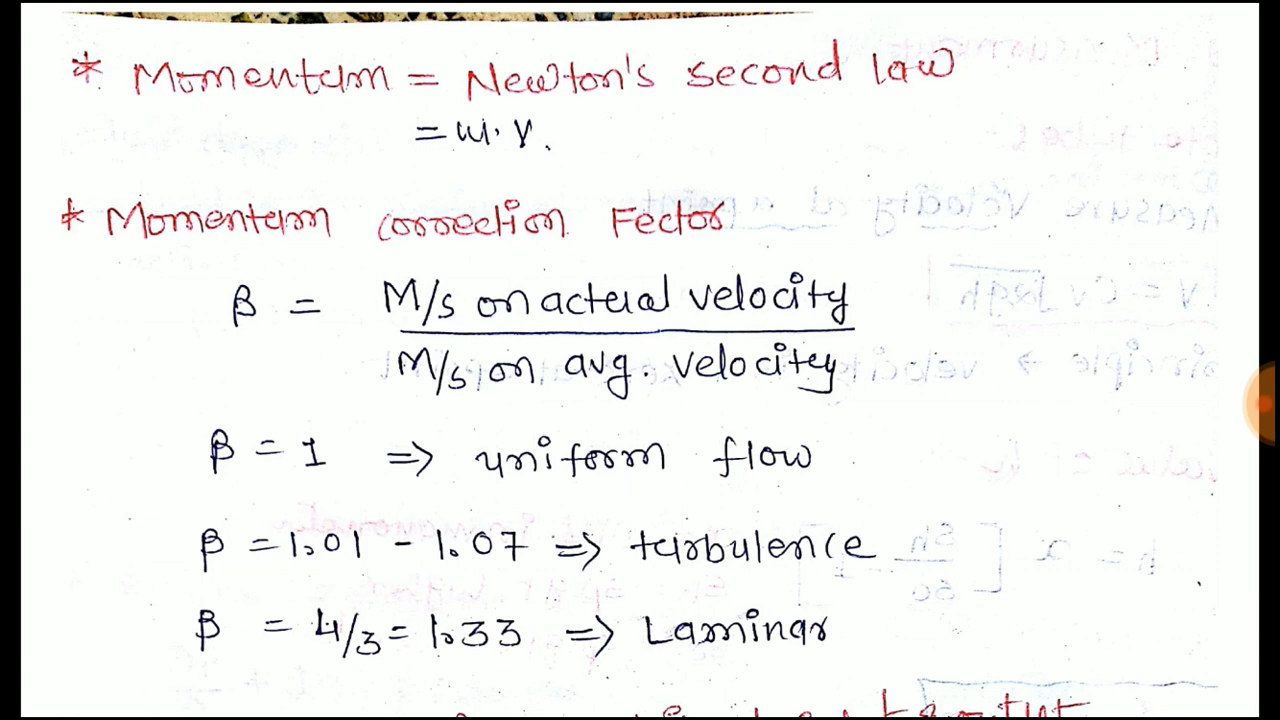 * Momentum = Newton's second law
= m.v.
* Momentum correction Fector
β = M/s on actual velocity
M/s on avg. velocity
β = 1 => uniform flow
β = 1.01 - 1.07 => turbulence
β = 4/3 = 1.33 => Laminar